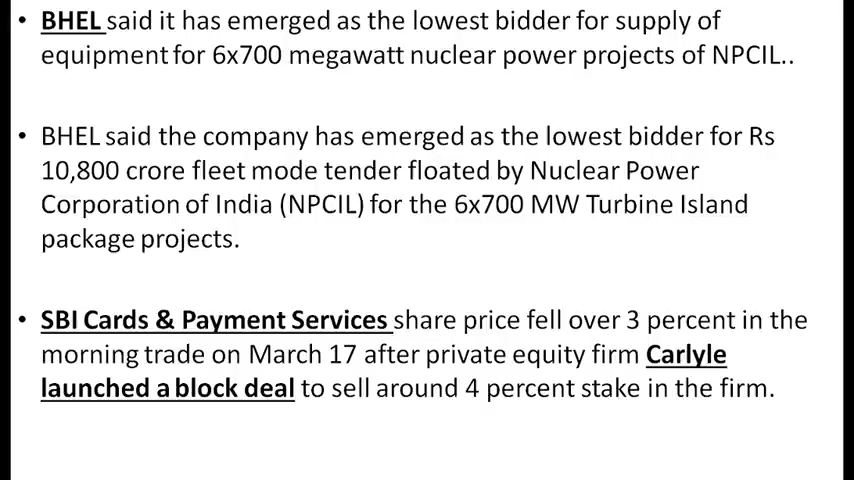 • BHEL said it has emerged as the lowest bidder for supply of
equipment for 6x700 megawatt nuclear power projects of NPCIL..
• BHEL said the company has emerged as the lowest bidder for Rs
10,800 crore fleet mode tender floated by Nuclear Power
Corporation of India (NPCIL) for the 6x700 MW Turbine Island
package projects.
• SBI Cards & Payment Services share price fell over 3 percent in the
morning trade on March 17 after private equity firm Carlyle
launched a block deal to sell around 4 percent stake in the firm.